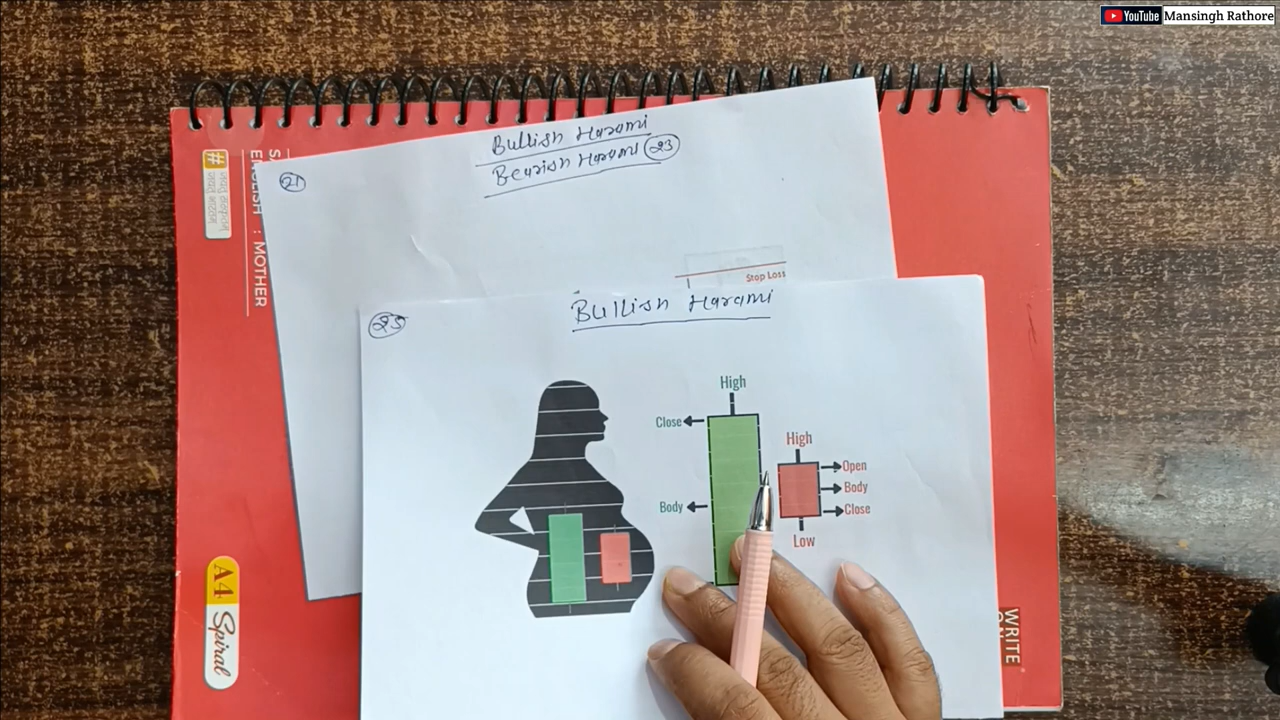 YouTube Mansingh Rathore
Bullish Harami
Bearish Harami 23
21
ENGLISH : MOTHER
Stop Loss
Bullish Harami
High
Close
High
Open
Body
Body
Close
Low
A4
Spiral
WRITE